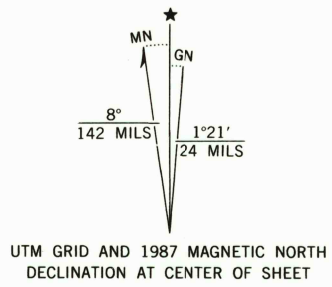 ★
MN
GN
8°
142 MILS
1°21′
24 MILS
UTM GRID AND 1987 MAGNETIC NORTH
DECLINATION AT CENTER OF SHEET